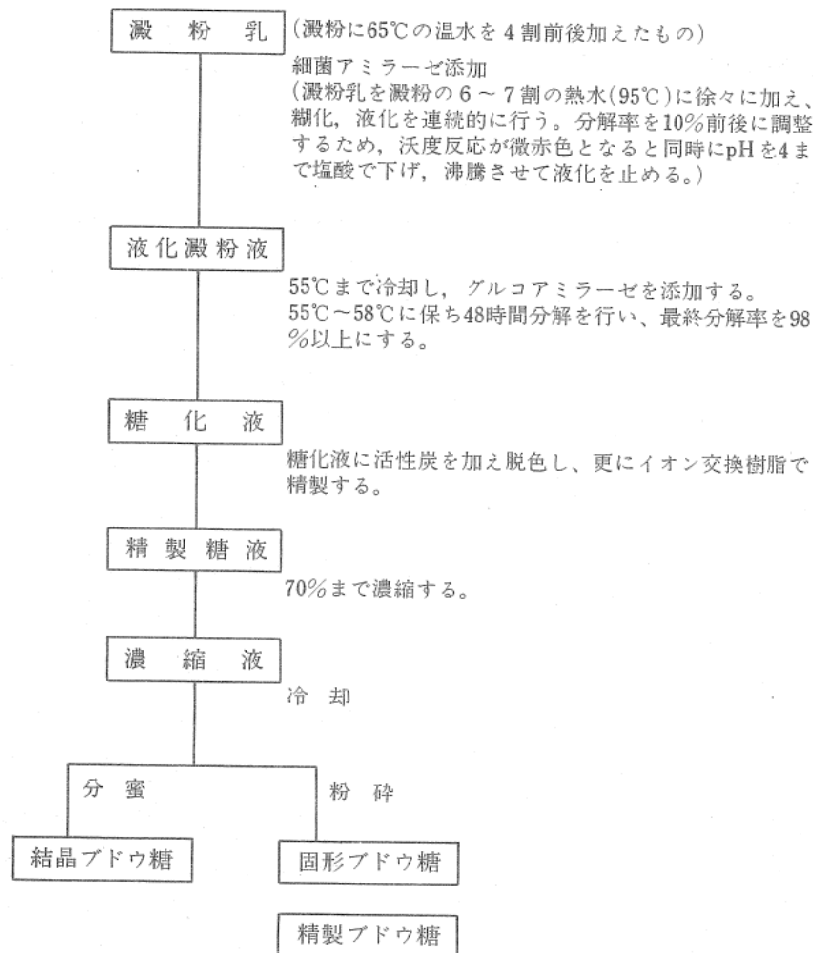 澱粉乳
(澱粉に65℃の温水を4割前後加えたもの)
細菌アミラーゼ添加
(澱粉乳を澱粉の6～7割の熱水(95℃)に徐々に加え、
糊化，液化を連続的に行う。分解率を10%前後に調整
するため，沃度反応が微赤色となると同時にpHを4ま
で塩酸で下げ，沸騰させて液化を止める。)
液化澱粉液
55℃まで冷却し，グルコアミラーゼを添加する。
55℃～58℃に保ち48時間分解を行い、最終分解率を98
%以上にする。
糖化液
糖化液に活性炭を加え脱色し、更にイオン交換樹脂で
精製する。
精製糖液
70%まで濃縮する。
濃縮液
冷却
分蜜
粉砕
結晶ブドウ糖
固形ブドウ糖
精製ブドウ糖